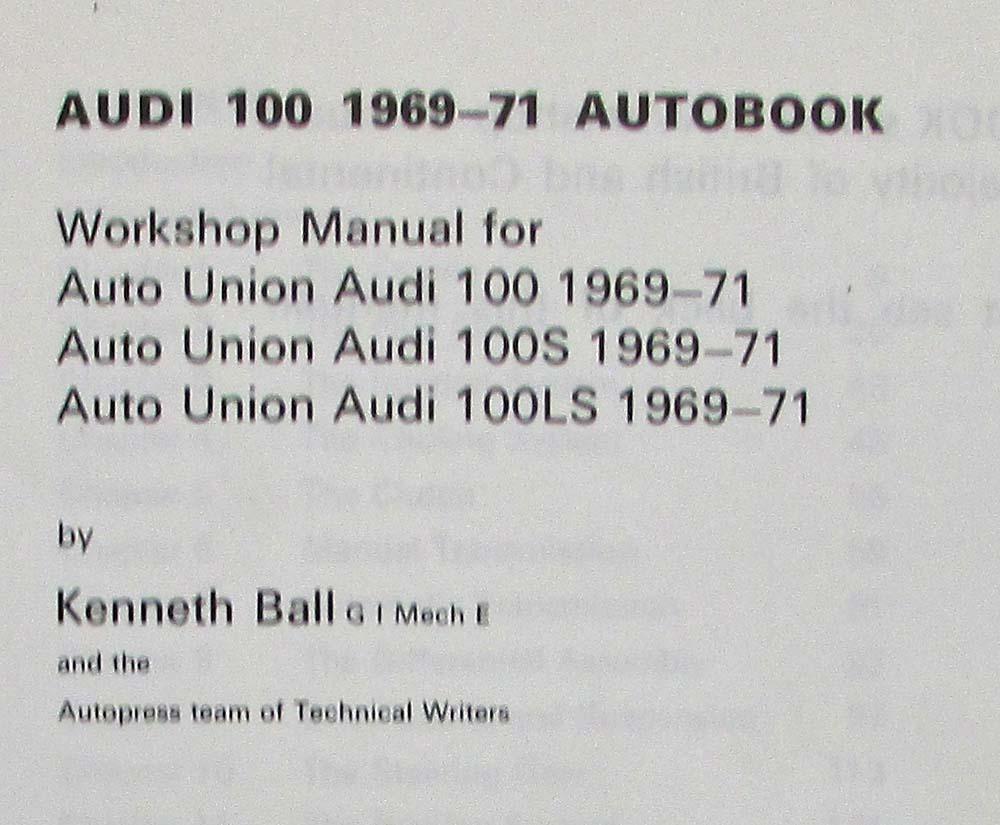 AUDI 100 1969–71 AUTOBOOK
Workshop Manual for
Auto Union Audi 100 1969–71
Auto Union Audi 100S 1969–71
Auto Union Audi 100LS 1969–71
by
Kenneth Ball G I Mech E
and the
Autopress team of Technical Writers